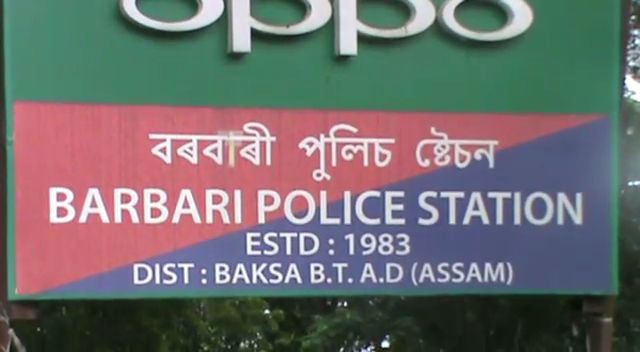 oppo
বৰবাৰী পুলিচ ষ্টেচন
BARBARI POLICE STATION
ESTD : 1983
DIST : BAKSA B.T. A.D (ASSAM)